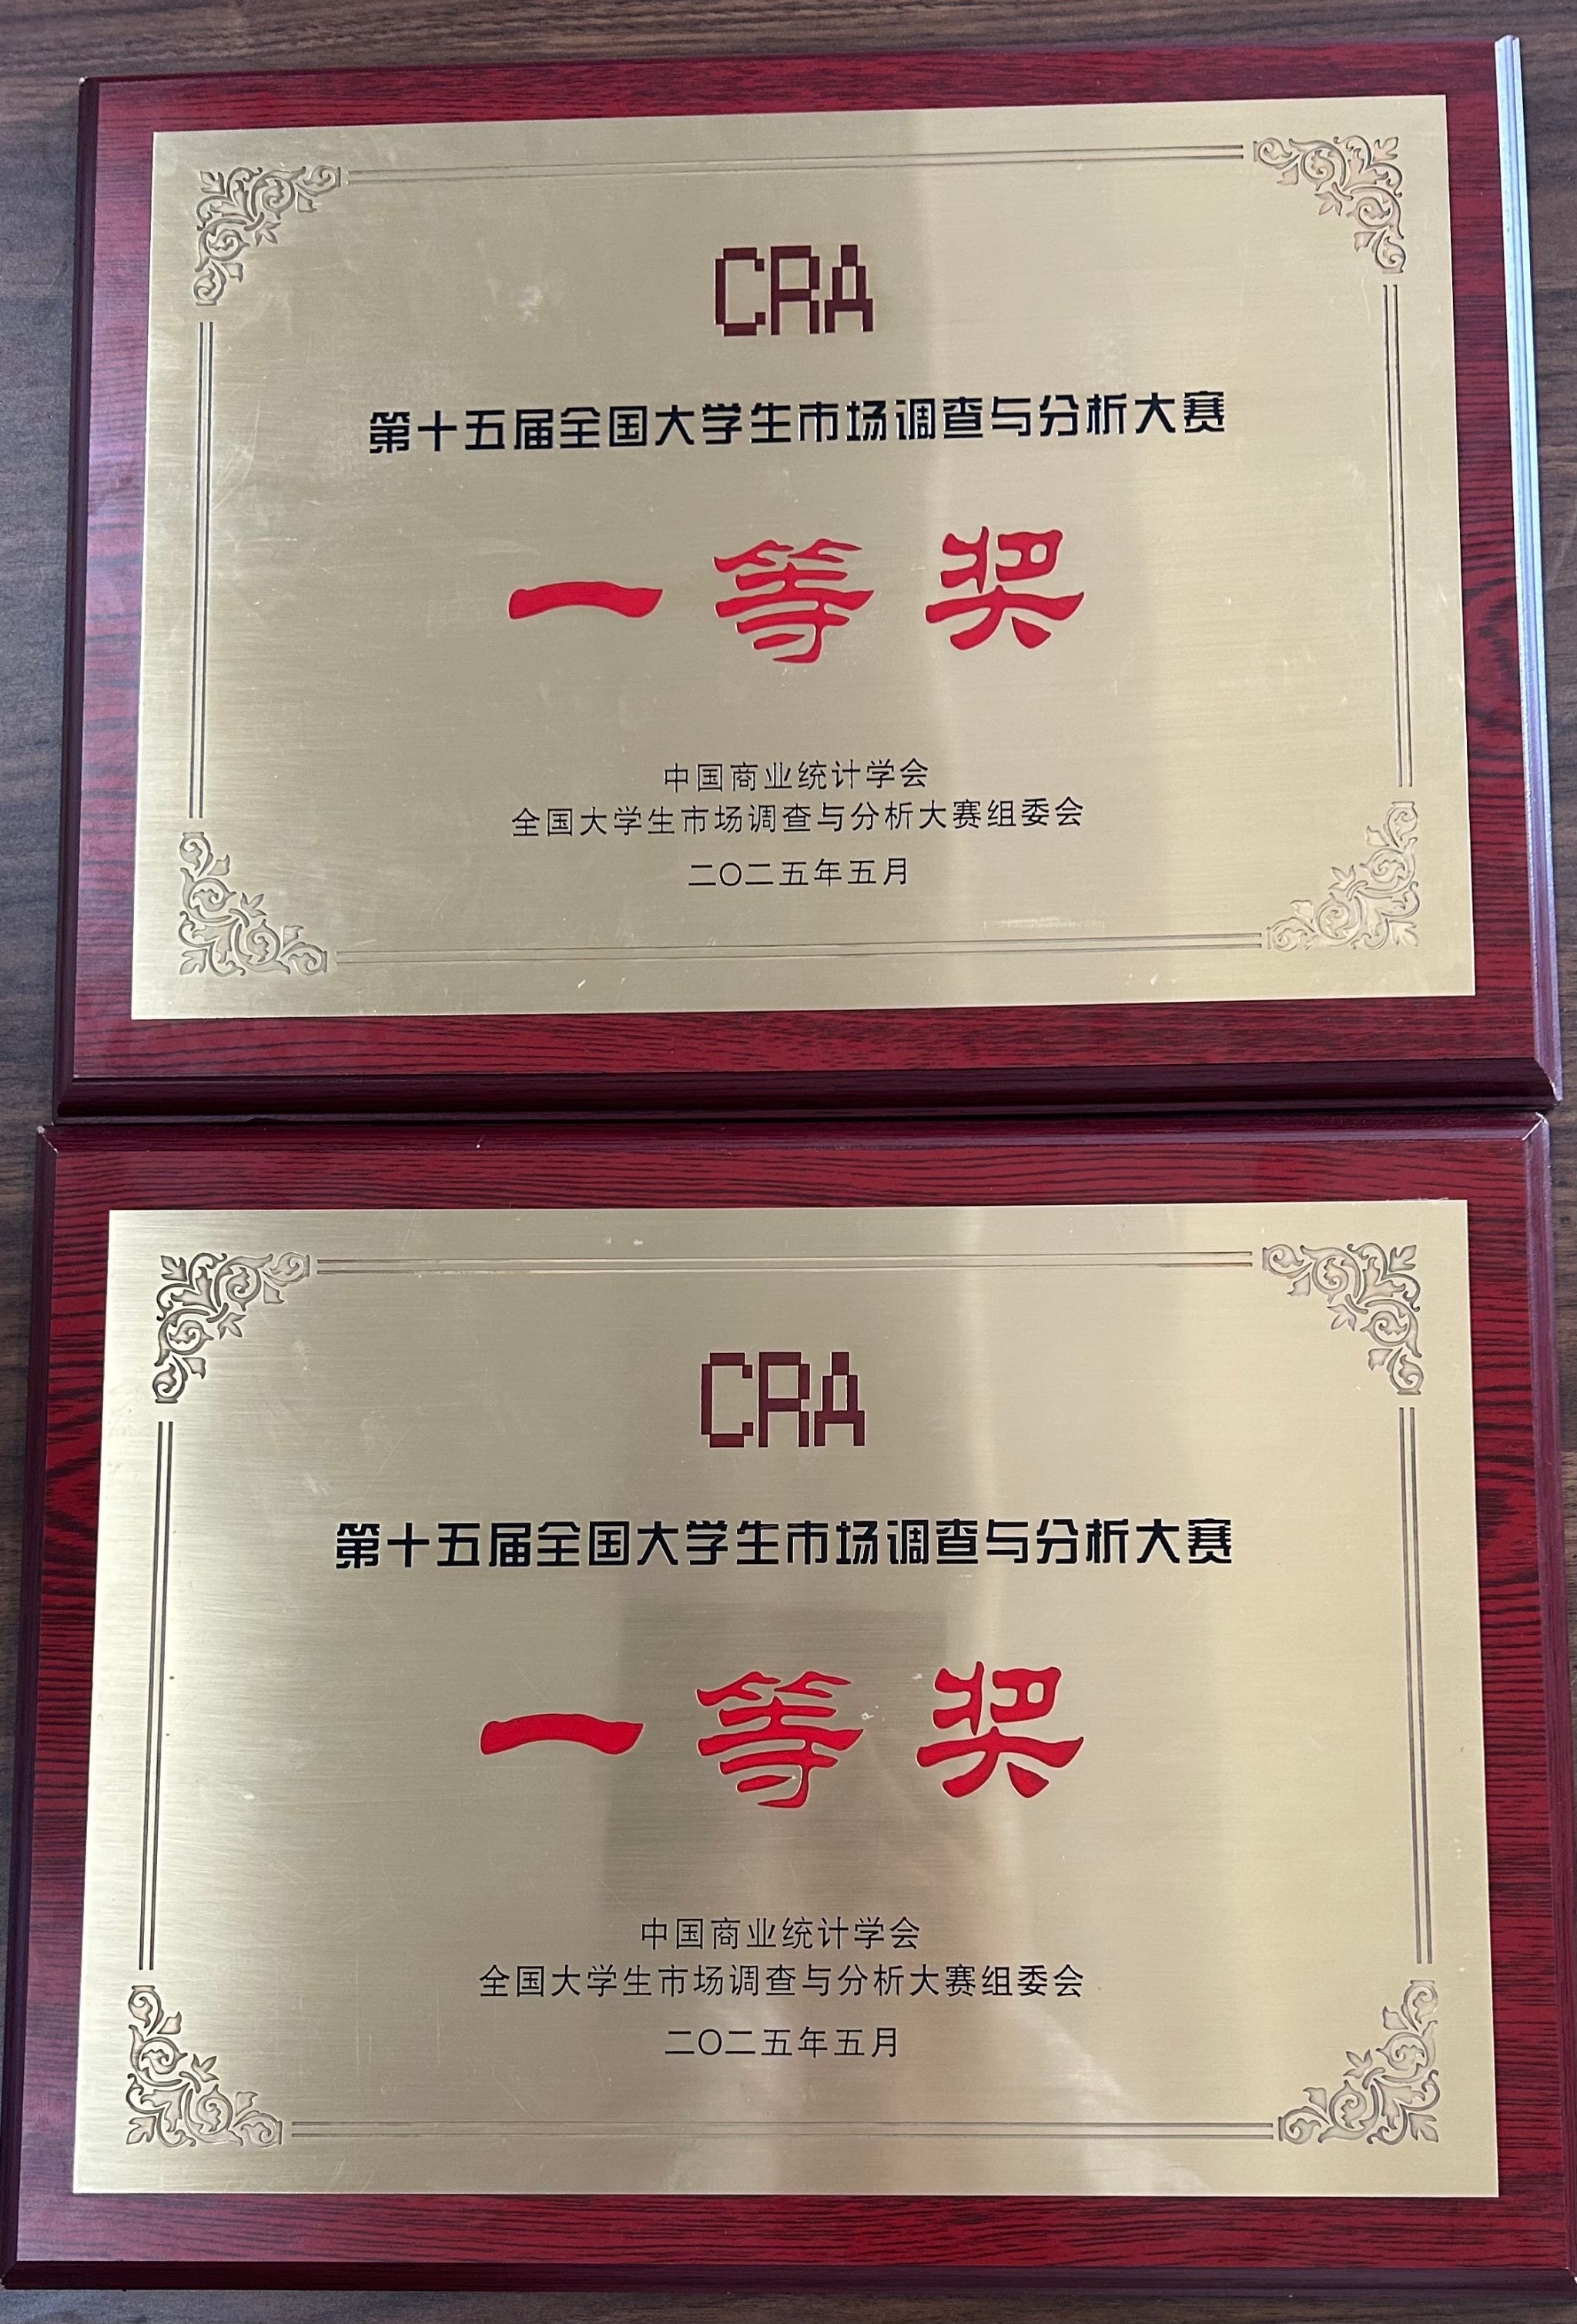 CRA
第十五届全国大学生市场调查与分析大赛
一等奖
中国商业统计学会
全国大学生市场调查与分析大赛组委会
二〇二五年五月
CRA
第十五届全国大学生市场调查与分析大赛
一等奖
中国商业统计学会
全国大学生市场调查与分析大赛组委会
二〇二五年五月